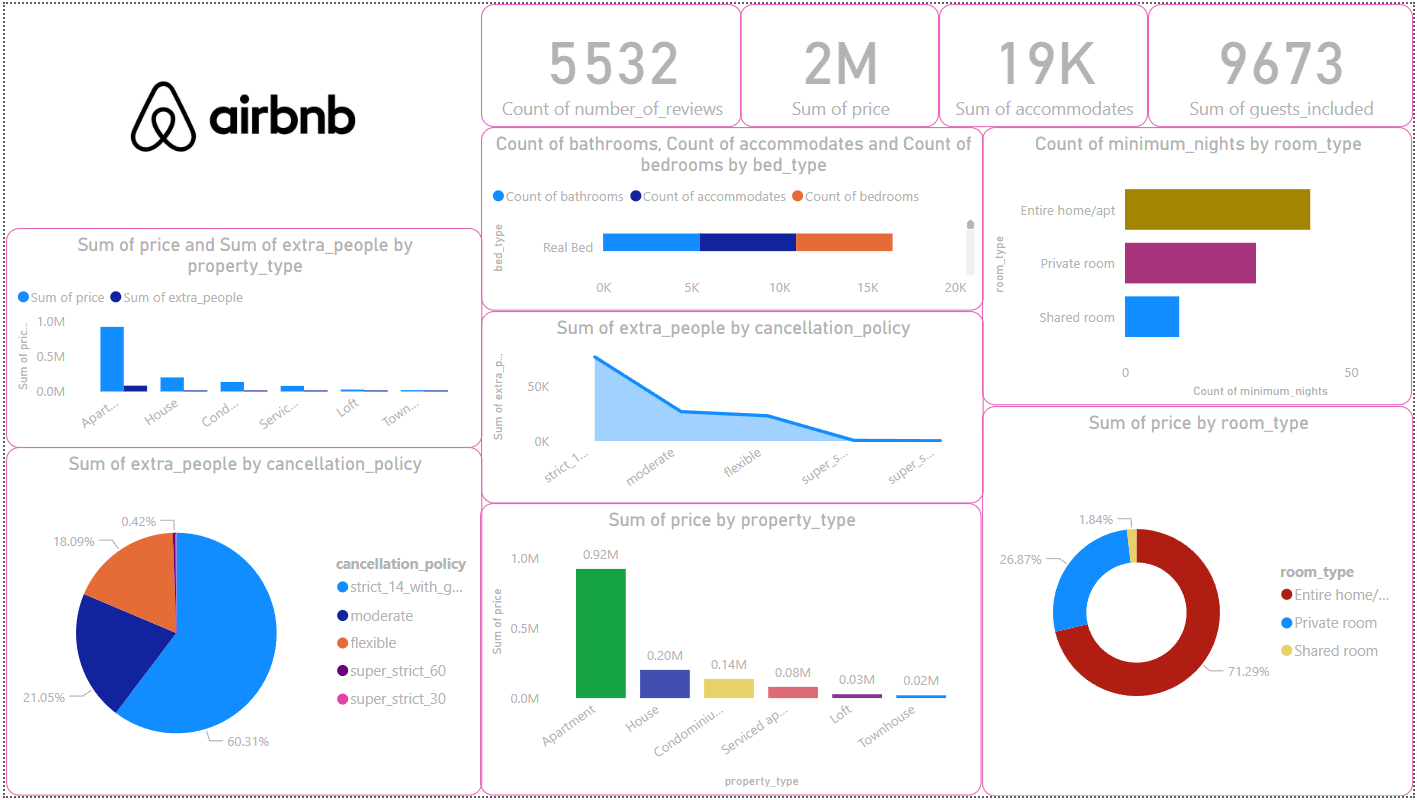 airbnb
5532
Count of number_of_reviews
2M
Sum of price
19K
Sum of accommodates
9673
Sum of guests_included
Sum of price and Sum of extra_people by
property_type
Sum of price
Sum of extra_people
Sum of pric...
1.0M
0.5M
0.0M
Apart...
House
Cond...
Servic...
Loft
Town...
Count of bathrooms, Count of accommodates and Count of
bedrooms by bed_type
Count of bathrooms
Count of accommodates
Count of bedrooms
bed_type
Real Bed
0K
5K
10K
15K
20K
Count of minimum_nights by room_type
room_type
Entire home/apt
Private room
Shared room
0
50
Count of minimum_nights
Sum of extra_people by cancellation_policy
Sum of extra_p...
50K
0K
strict_1...
moderate
flexible
super_s...
super_s...
Sum of extra_people by cancellation_policy
0.42%
18.09%
21.05%
60.31%
cancellation_policy
strict_14_with_g...
moderate
flexible
super_strict_60
super_strict_30
Sum of price by property_type
Sum of price
1.0M
0.5M
0.0M
0.92M
0.20M
0.14M
0.08M
0.03M
0.02M
Apartment
House
Condominiu...
Serviced ap...
Loft
Townhouse
property_type
Sum of price by room_type
1.84%
26.87%
71.29%
room_type
Entire home/...
Private room
Shared room